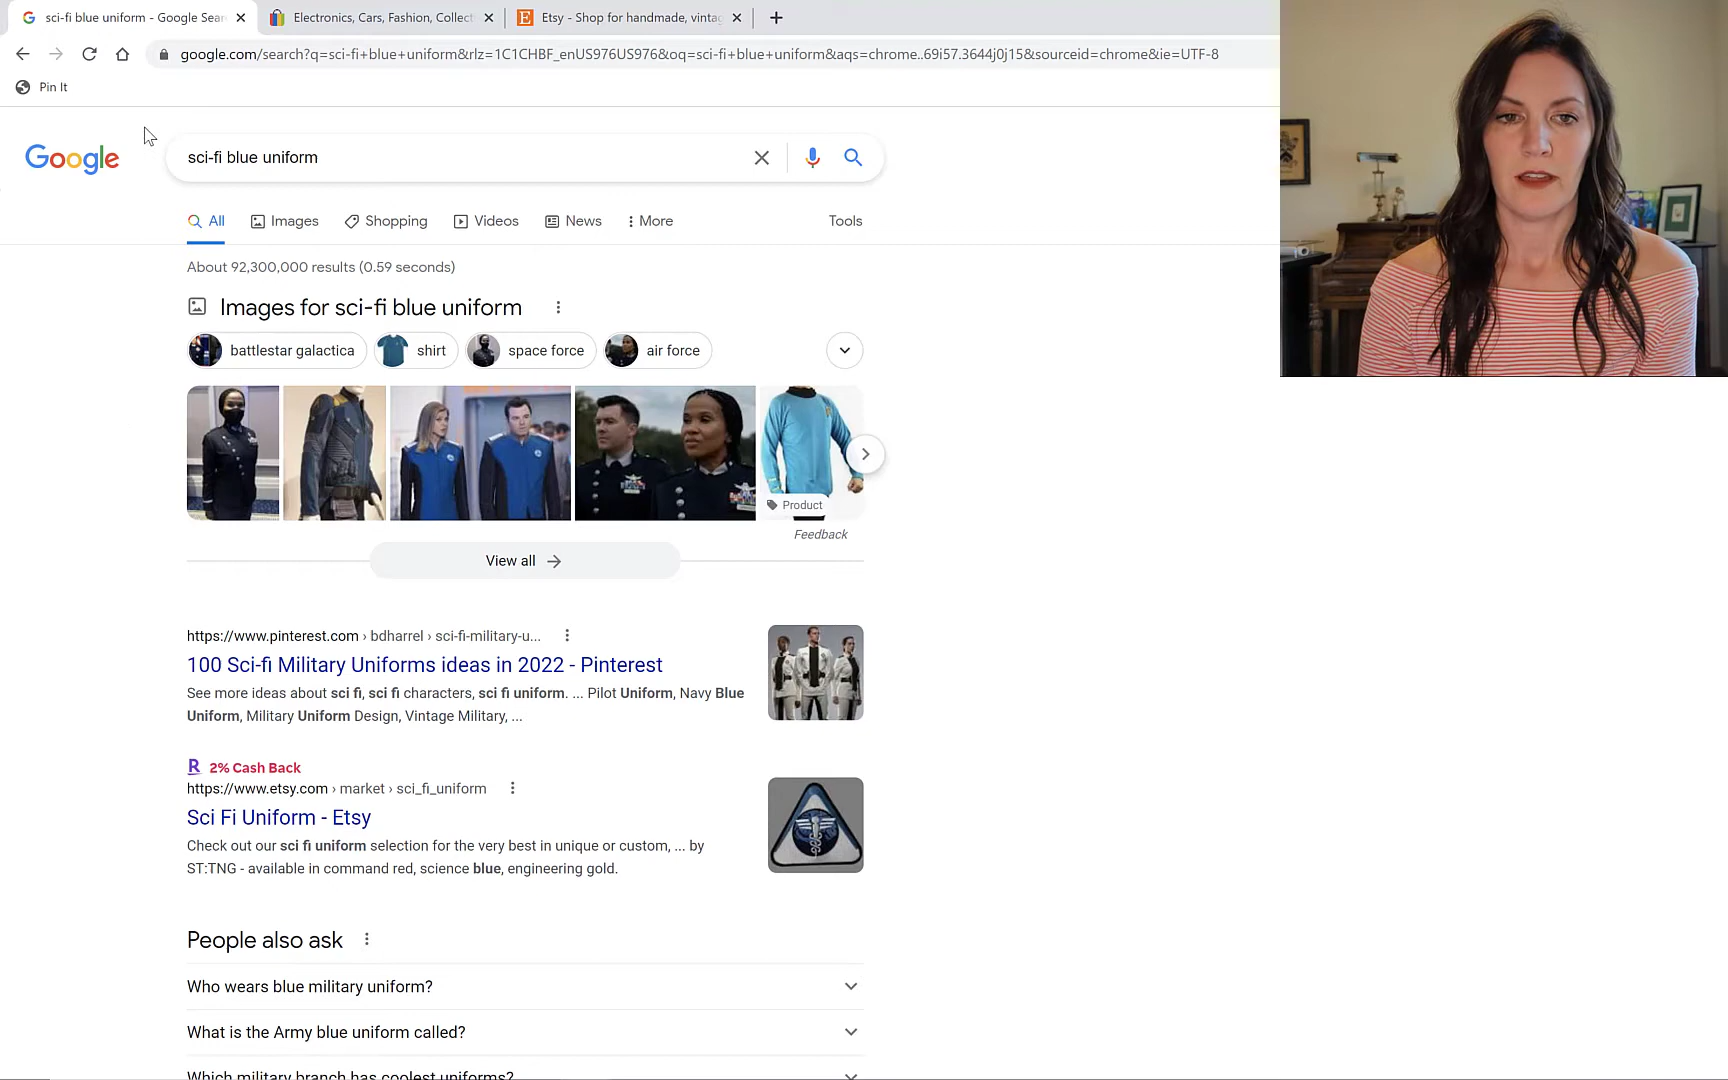 sci-fi blue uniform - Google Sear
Electronics, Cars, Fashion, Collect
Etsy - Shop for handmade, vinta
google.com/search?q=sci-fi+blue+uniform&rlz=1C1CHBF_enUS976US976&oq=sci-fi+blue+uniform&aqs=chrome..69i57.3644j0j15&sourceid=chrome&ie=UTF-8
Pin It
Google
sci-fi blue uniform
All
Images
Shopping
Videos
News
More
Tools
About 92,300,000 results (0.59 seconds)
Images for sci-fi blue uniform
battlestar galactica
shirt
space force
air force
Product
Feedback
View all
https://www.pinterest.com › bdharrel › sci-fi-military-u...
100 Sci-fi Military Uniforms ideas in 2022 - Pinterest
See more ideas about sci fi, sci fi characters, sci fi uniform. ... Pilot Uniform, Navy Blue
Uniform, Military Uniform Design, Vintage Military, ...
R 2% Cash Back
https://www.etsy.com › market › sci_fi_uniform
Sci Fi Uniform - Etsy
Check out our sci fi uniform selection for the very best in unique or custom, ... by
ST:TNG - available in command red, science blue, engineering gold.
People also ask
Who wears blue military uniform?
What is the Army blue uniform called?
Which military branch has coolest uniforms?